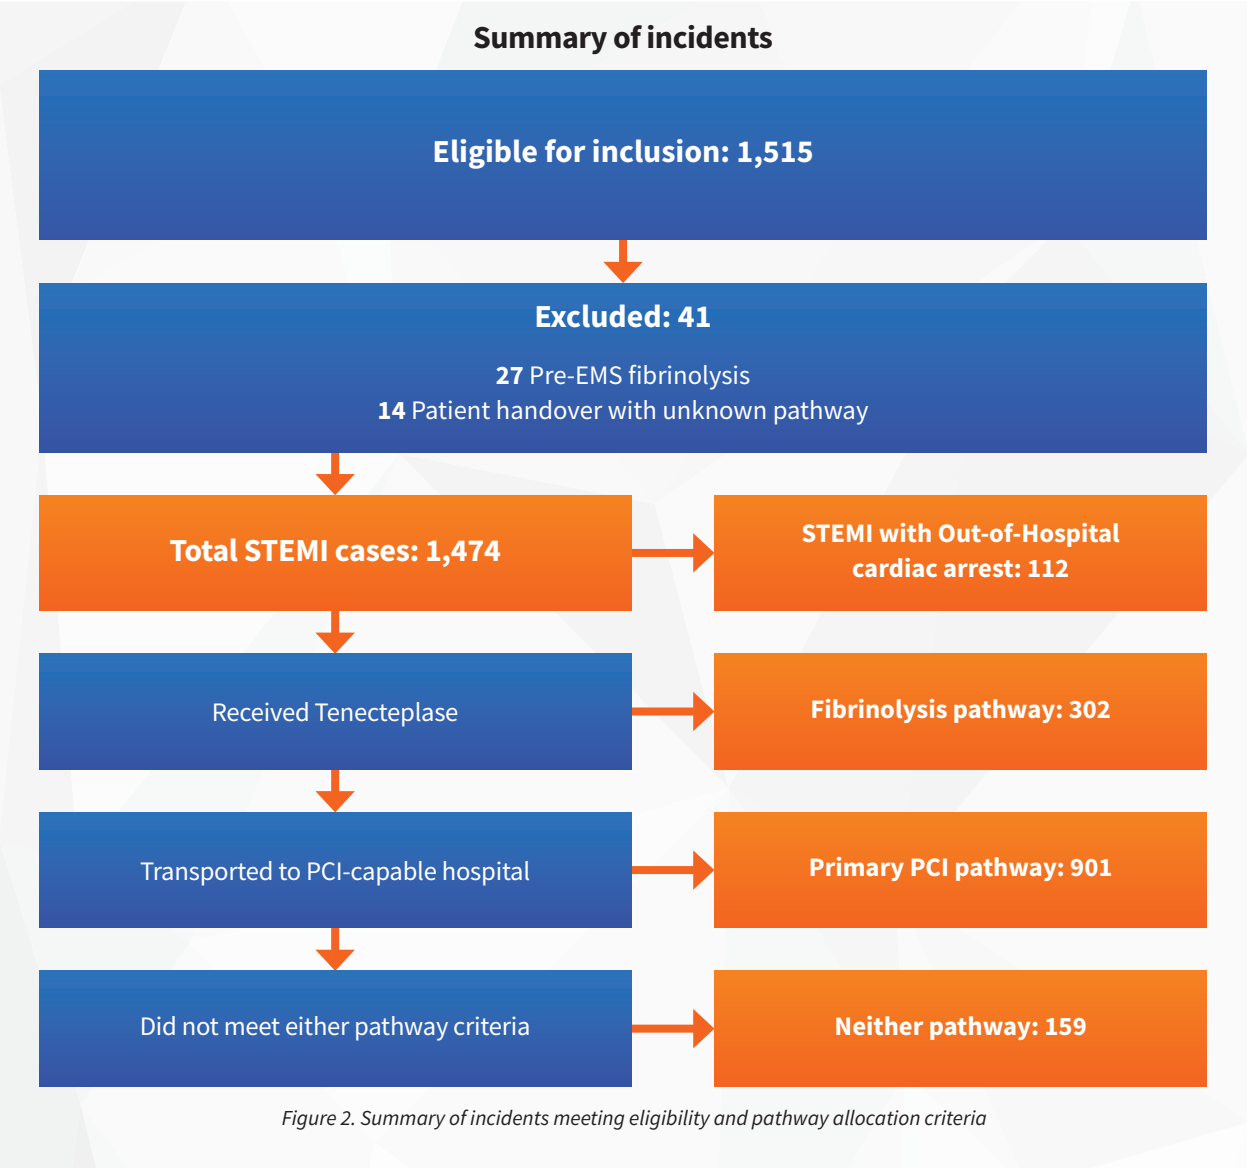 Summary of incidents
Eligible for inclusion: 1,515
Excluded: 41
27 Pre-EMS fibrinolysis
14 Patient handover with unknown pathway
Total STEMI cases: 1,474
STEMI with Out-of-Hospital
cardiac arrest: 112
Received Tenecteplase
Fibrinolysis pathway: 302
Transported to PCI-capable hospital
Primary PCI pathway: 901
Did not meet either pathway criteria
Neither pathway: 159
Figure 2. Summary of incidents meeting eligibility and pathway allocation criteria